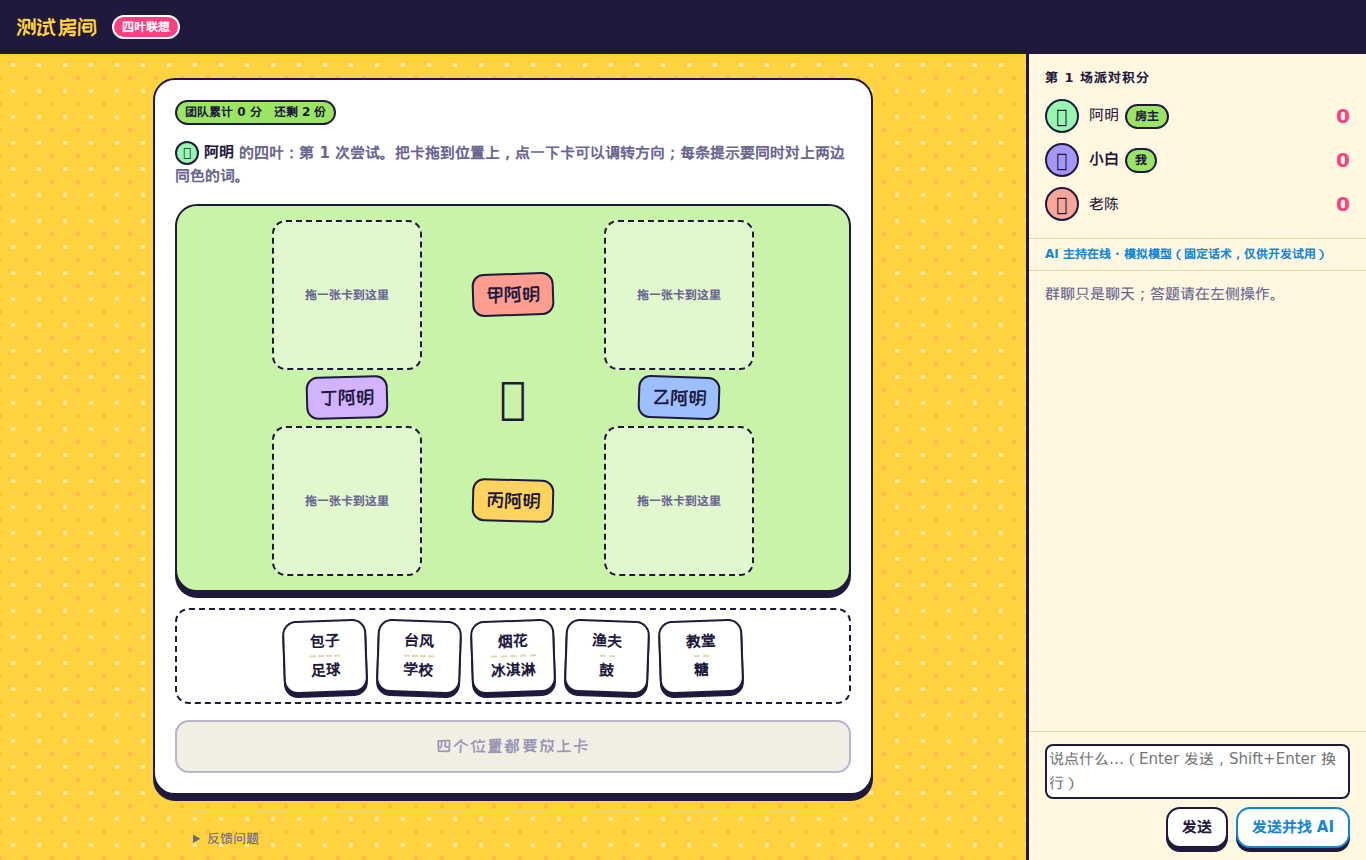 测试房间 四叶联想
团队累计 0 分 还剩 2 份
阿明 的四叶：第 1 次尝试。把卡拖到位置上，点一下卡可以调转方向；每条提示要同时对上两边
同色的词。
拖一张卡到这里
甲阿明
拖一张卡到这里
丁阿明
乙阿明
拖一张卡到这里
丙阿明
拖一张卡到这里
包子
足球
台风
学校
烟花
冰淇淋
渔夫
鼓
教堂
糖
四个位置都要放上卡
▶ 反馈问题
第 1 场派对积分
阿明 房主 0
小白 我 0
老陈 0
AI 主持在线 · 模拟模型（固定话术，仅供开发试用）
群聊只是聊天；答题请在左侧操作。
说点什么…（Enter 发送，Shift+Enter 换
行）
发送 发送并找 AI